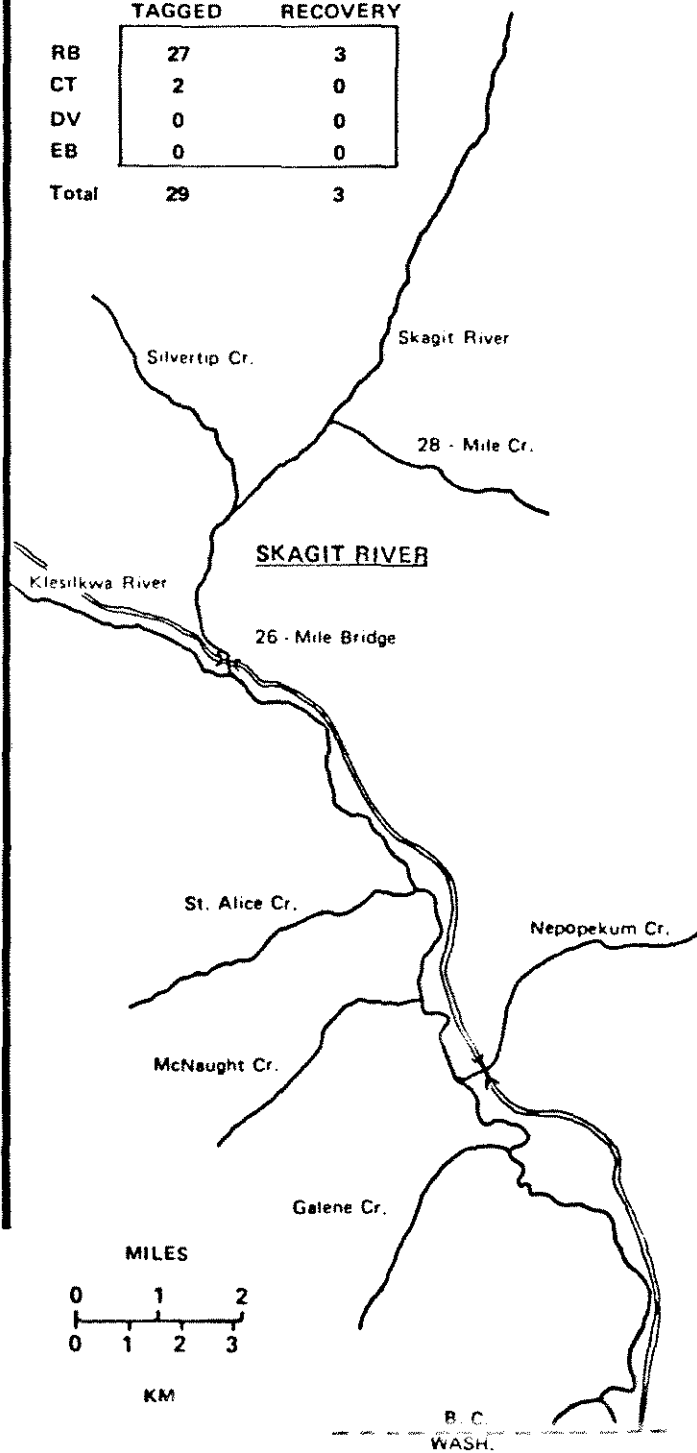 TAGGED RECOVERY
RB 27 3
CT 2 0
DV 0 0
EB 0 0
Total 29 3
Skagit River
Silvertip Cr.
28 - Mile Cr.
SKAGIT RIVER
Klesilkwa River
26 - Mile Bridge
St. Alice Cr.
Nepopekum Cr.
McNaught Cr.
Galene Cr.
MILES
0 1 2
0 1 2 3
KM
B. C.
WASH.